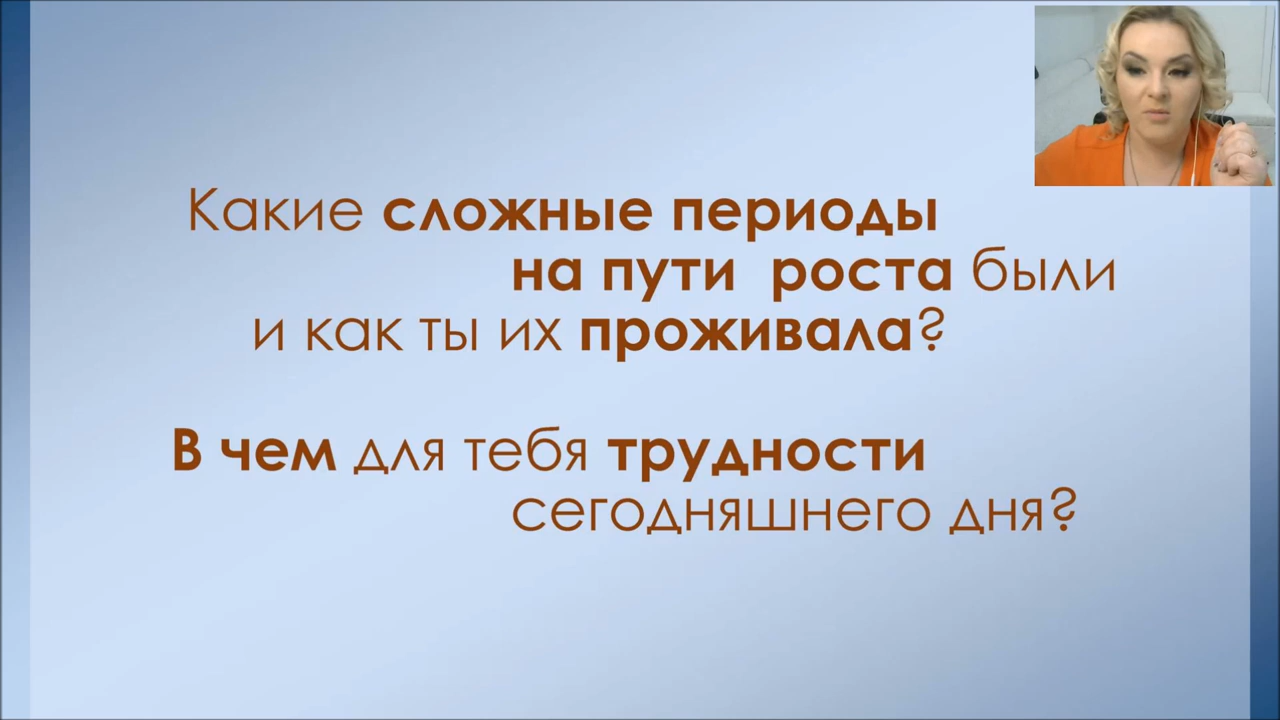 Какие сложные периоды
на пути роста были
и как ты их проживала?
В чем для тебя трудности
сегодняшнего дня?